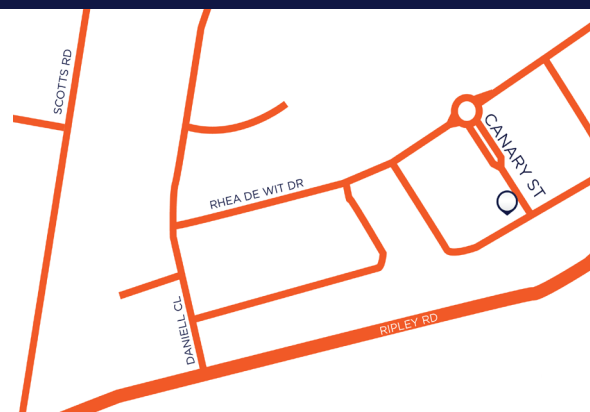 SCOTTS RD
CANARY ST
RHEA DE WIT DR
DANIELL CL
RIPLEY RD